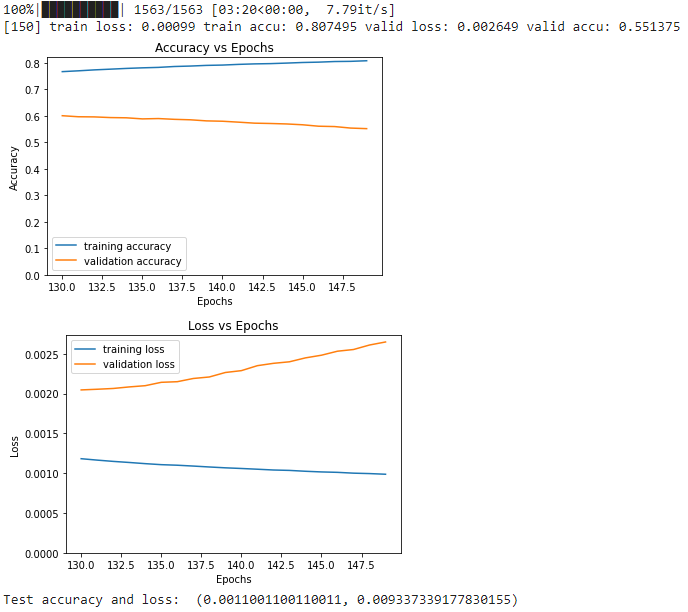 100%|██████████| 1563/1563 [03:20<00:00, 7.79it/s]
[150] train loss: 0.00099 train accu: 0.807495 valid loss: 0.002649 valid accu: 0.551375
Accuracy vs Epochs
0.8
0.7
0.6
0.5
0.4
0.3
0.2
0.1
0.0
Accuracy
training accuracy
validation accuracy
130.0 132.5 135.0 137.5 140.0 142.5 145.0 147.5
Epochs
Loss vs Epochs
training loss
validation loss
0.0025
0.0020
0.0015
0.0010
0.0005
0.0000
Loss
130.0 132.5 135.0 137.5 140.0 142.5 145.0 147.5
Epochs
Test accuracy and loss: (0.0011001100110011, 0.009337339177830155)